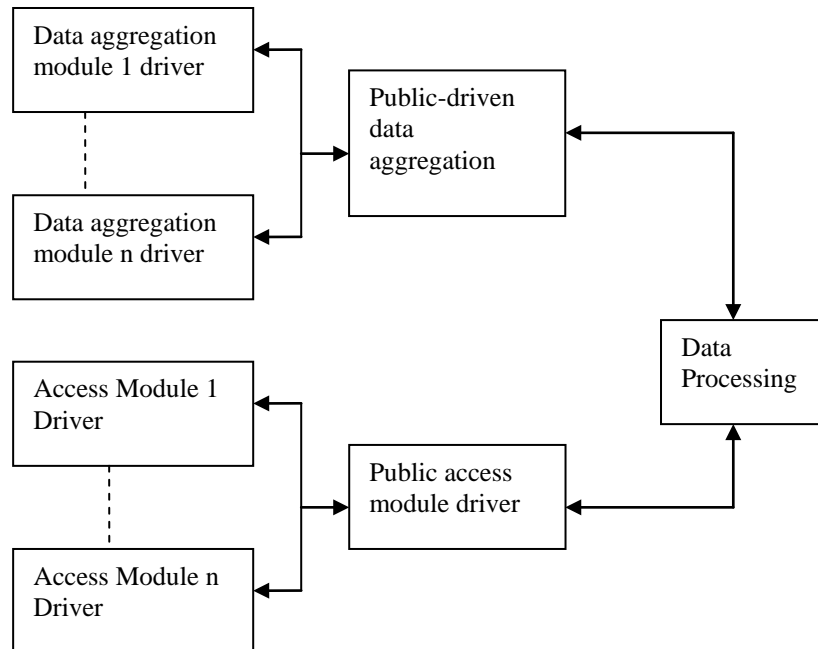 Data aggregation
module 1 driver
Public-driven
data
aggregation
Data aggregation
module n driver
Data
Processing
Access Module 1
Driver
Public access
module driver
Access Module n
Driver